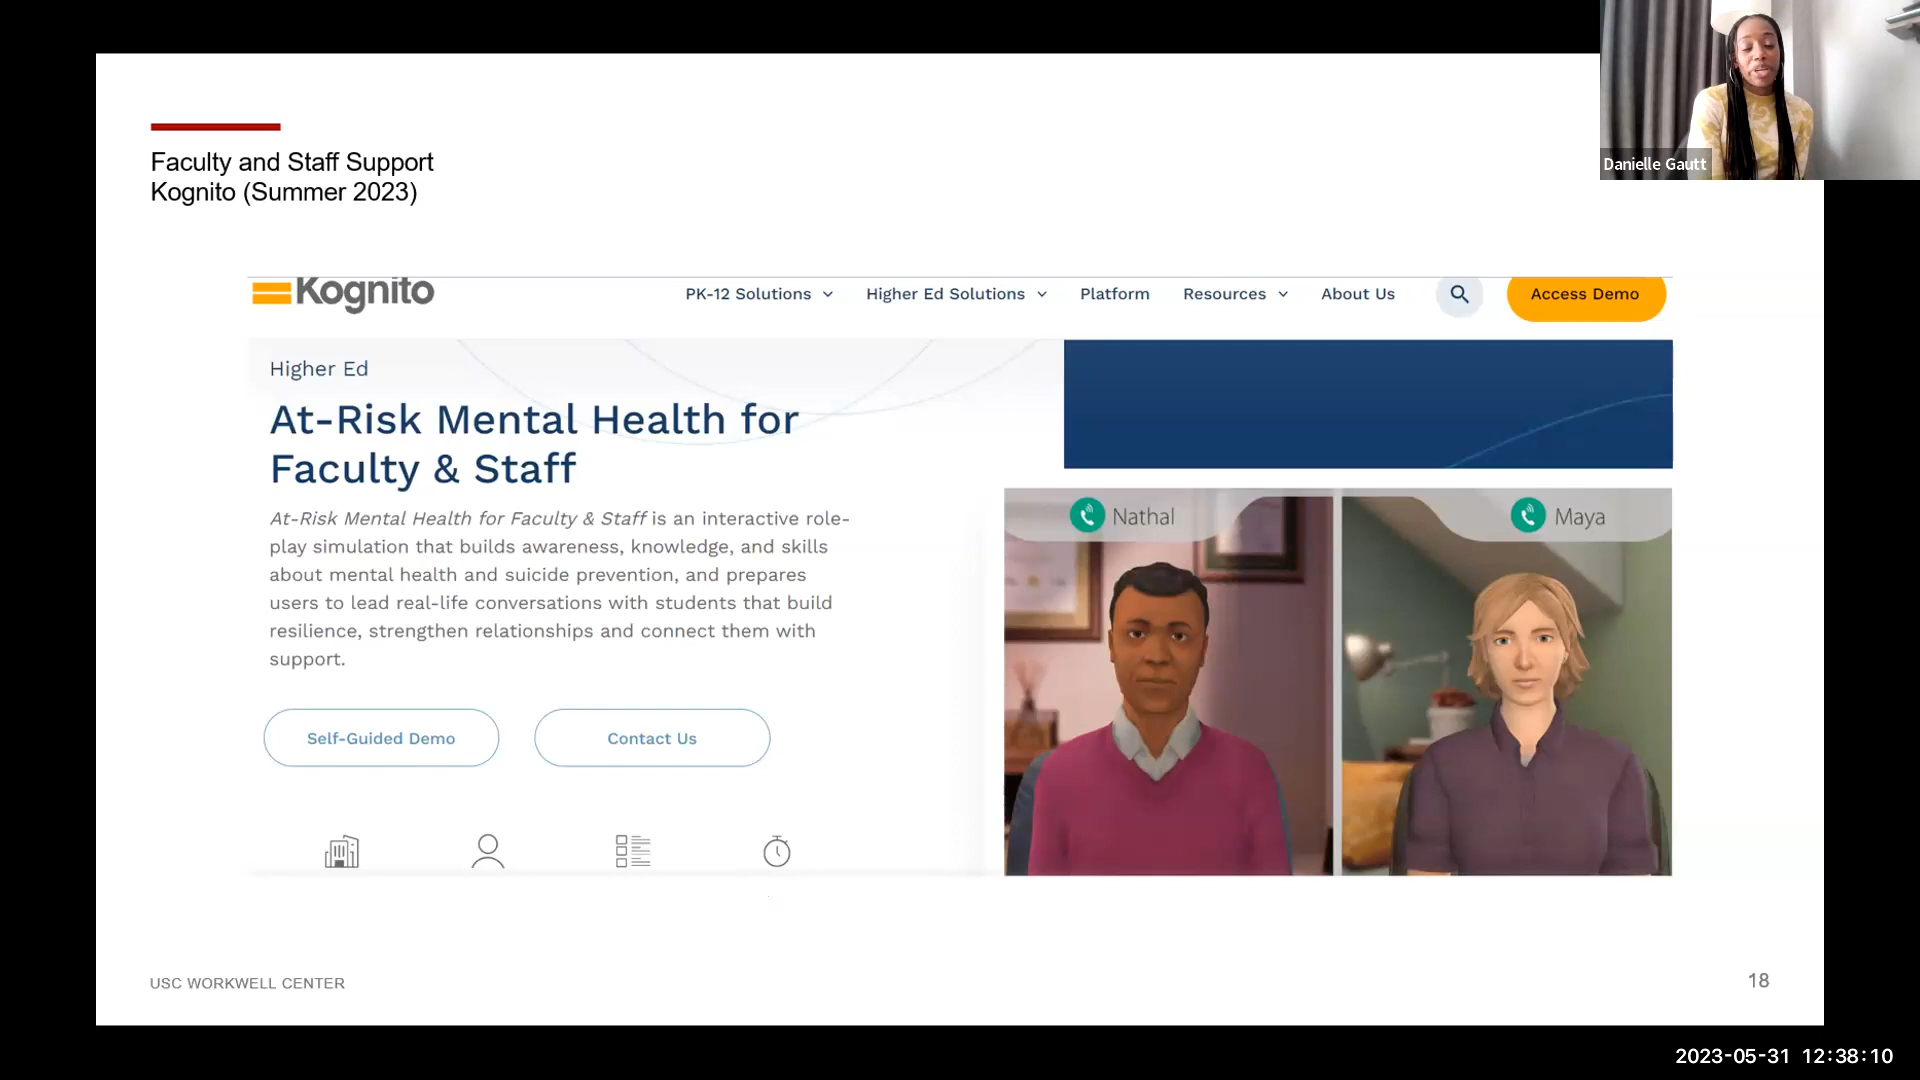 Danielle Gautt
Faculty and Staff Support
Kognito (Summer 2023)
Kognito
PK-12 Solutions
Higher Ed Solutions
Platform
Resources
About Us
Access Demo
Higher Ed
At-Risk Mental Health for
Faculty & Staff
At-Risk Mental Health for Faculty & Staff is an interactive role-
play simulation that builds awareness, knowledge, and skills
about mental health and suicide prevention, and prepares
users to lead real-life conversations with students that build
resilience, strengthen relationships and connect them with
support.
Self-Guided Demo
Contact Us
Nathal
Maya
USC WORKWELL CENTER
18
2023-05-31 12:38:10